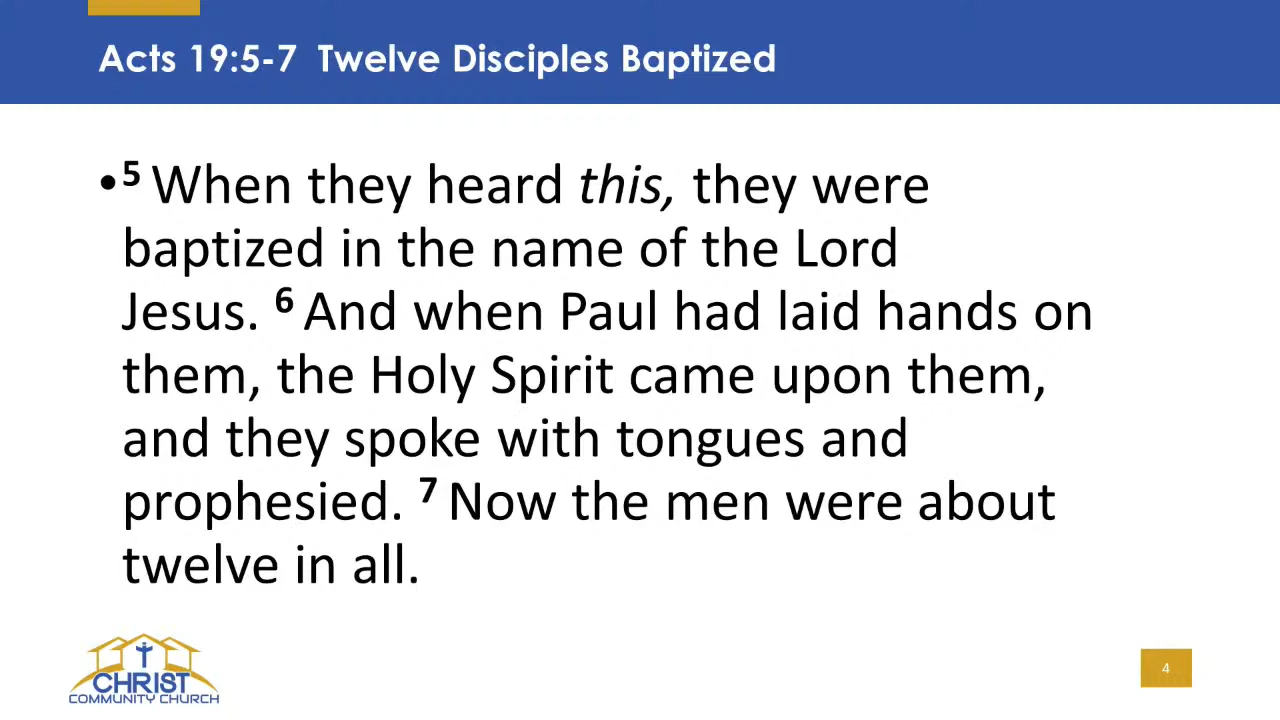 Acts 19:5-7  Twelve Disciples Baptized
•5 When they heard this, they were
baptized in the name of the Lord
Jesus. 6 And when Paul had laid hands on
them, the Holy Spirit came upon them,
and they spoke with tongues and
prophesied. 7 Now the men were about
twelve in all.
CHRIST
COMMUNITY CHURCH
4